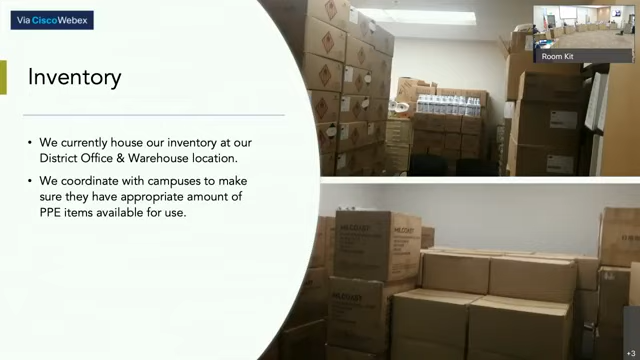 Via CiscoWebex
Room Kit
Inventory
• We currently house our inventory at our
District Office & Warehouse location.
• We coordinate with campuses to make
sure they have appropriate amount of
PPE items available for use.
+3